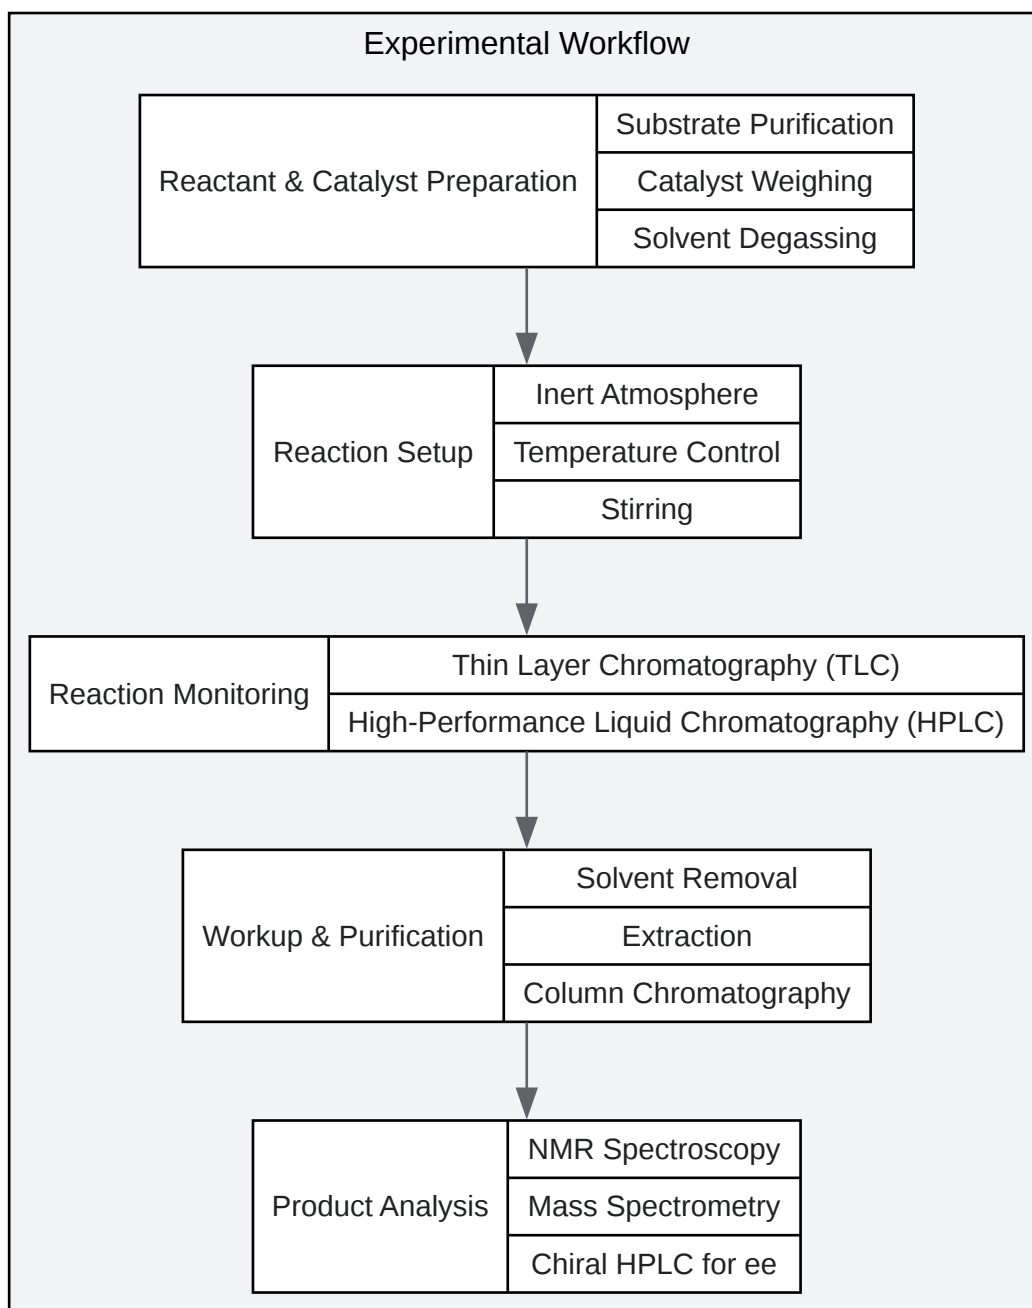 Experimental Workflow
Reactant & Catalyst Preparation
Substrate Purification
Catalyst Weighing
Solvent Degassing
Reaction Setup
Inert Atmosphere
Temperature Control
Stirring
Reaction Monitoring
Thin Layer Chromatography (TLC)
High-Performance Liquid Chromatography (HPLC)
Workup & Purification
Solvent Removal
Extraction
Column Chromatography
Product Analysis
NMR Spectroscopy
Mass Spectrometry
Chiral HPLC for ee